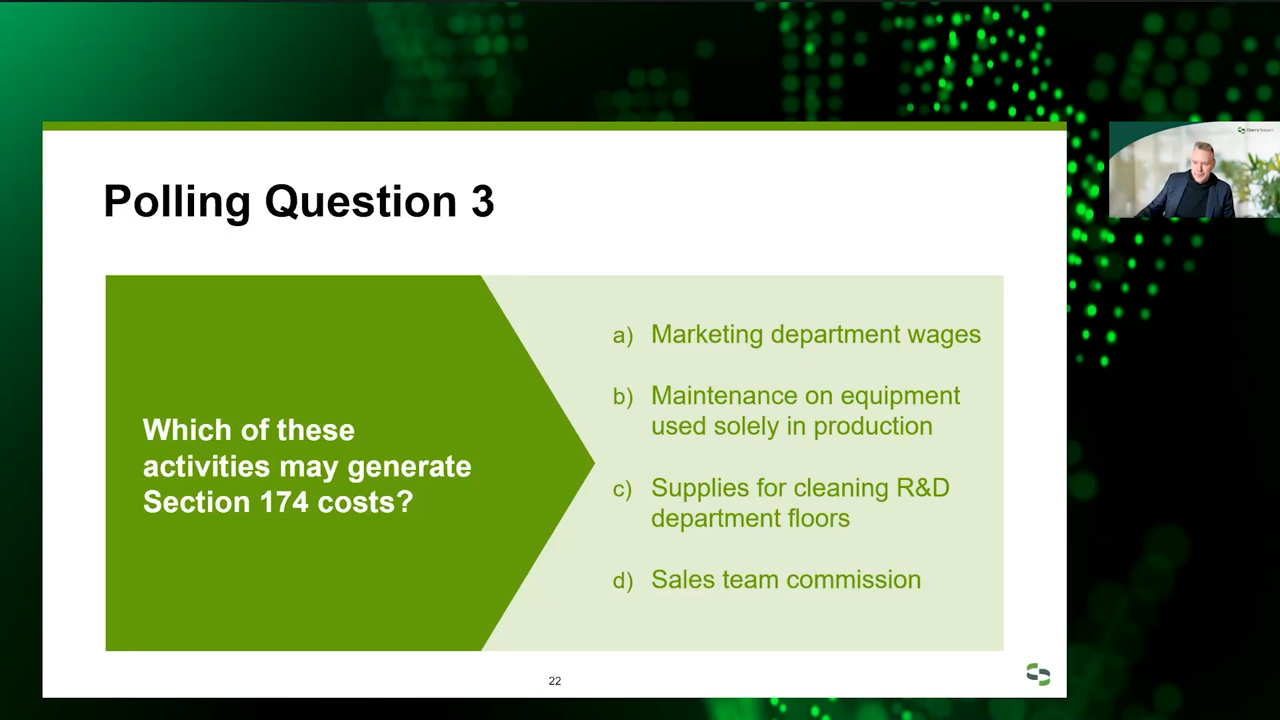 Polling Question 3
Which of these
activities may generate
Section 174 costs?
a) Marketing department wages
b) Maintenance on equipment
used solely in production
c) Supplies for cleaning R&D
department floors
d) Sales team commission
22